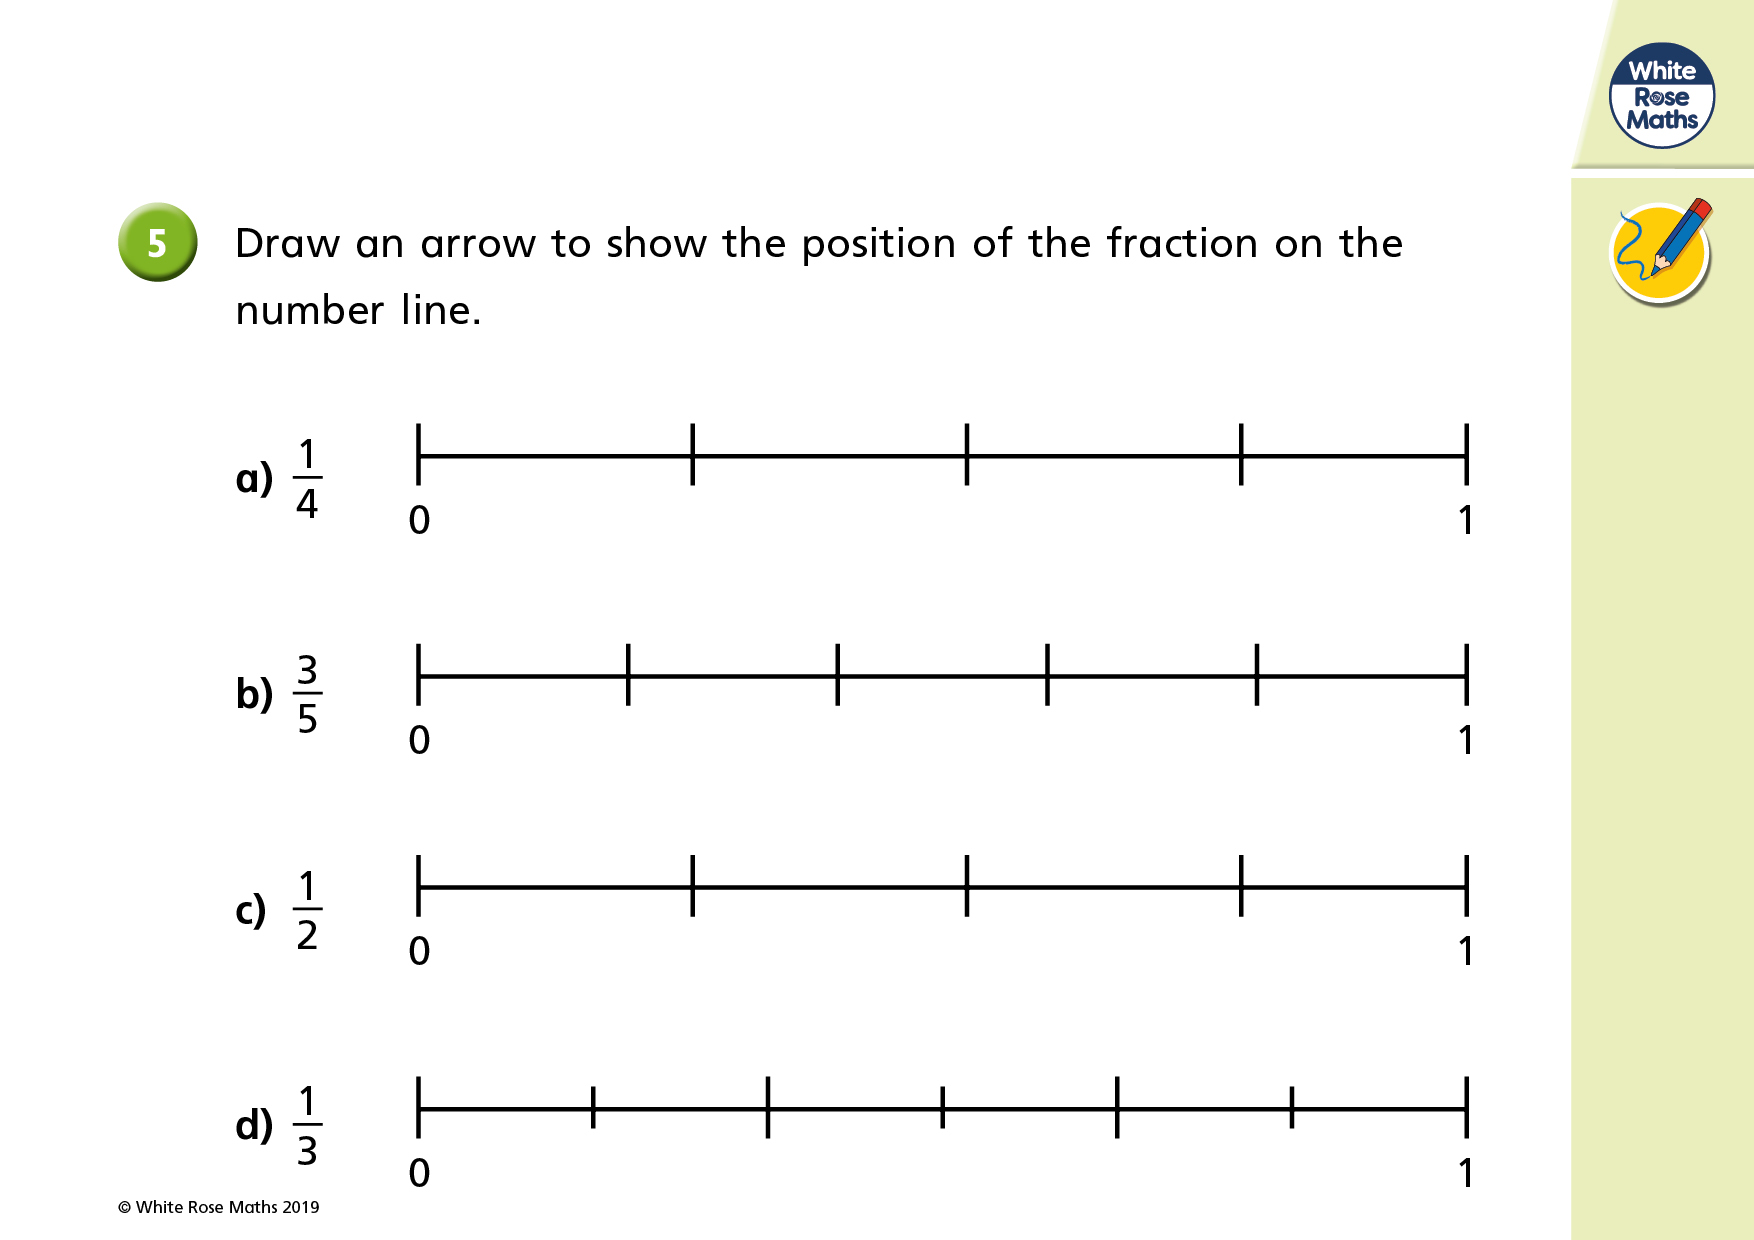 White
Rose
Maths
5 Draw an arrow to show the position of the fraction on the
number line.
a) 1/4
0 1
b) 3/5
0 1
c) 1/2
0 1
d) 1/3
0 1
© White Rose Maths 2019